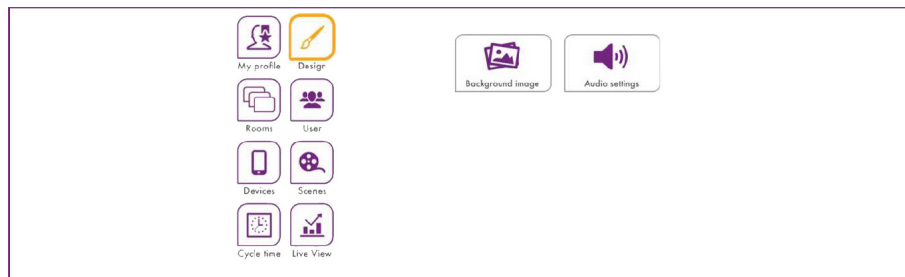 My profile Design
Background image Audio settings
Rooms User
Devices Scenes
Cycle time Live View